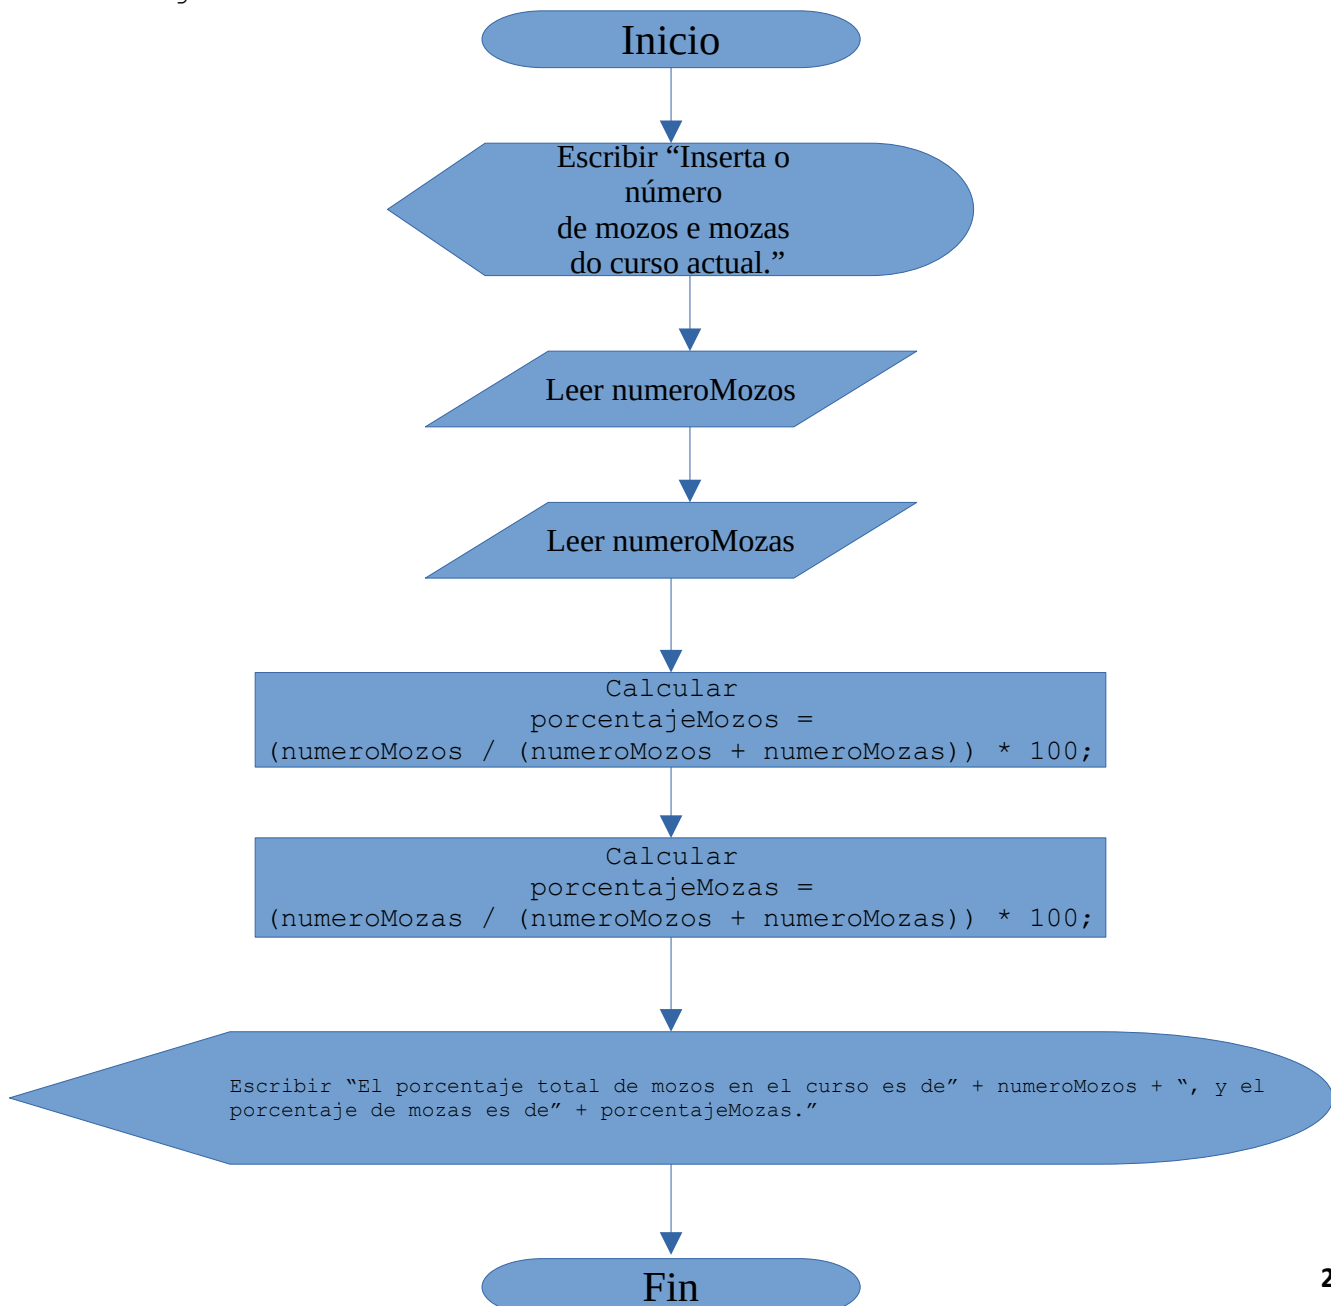 Inicio
Escribir “Inserta o
número
de mozos e mozas
do curso actual.”
Leer numeroMozos
Leer numeroMozas
Calcular
porcentajeMozos =
(numeroMozos / (numeroMozos + numeroMozas)) * 100;
Calcular
porcentajeMozas =
(numeroMozas / (numeroMozos + numeroMozas)) * 100;
Escribir “El porcentaje total de mozos en el curso es de” + numeroMozos + “, y el
porcentaje de mozas es de” + porcentajeMozas.”
Fin
2